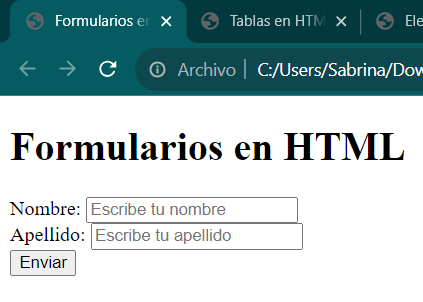 Formularios en
Tablas en HTM
Ele
Archivo | C:/Users/Sabrina/Dow
Formularios en HTML
Nombre: Escribe tu nombre
Apellido: Escribe tu apellido
Enviar